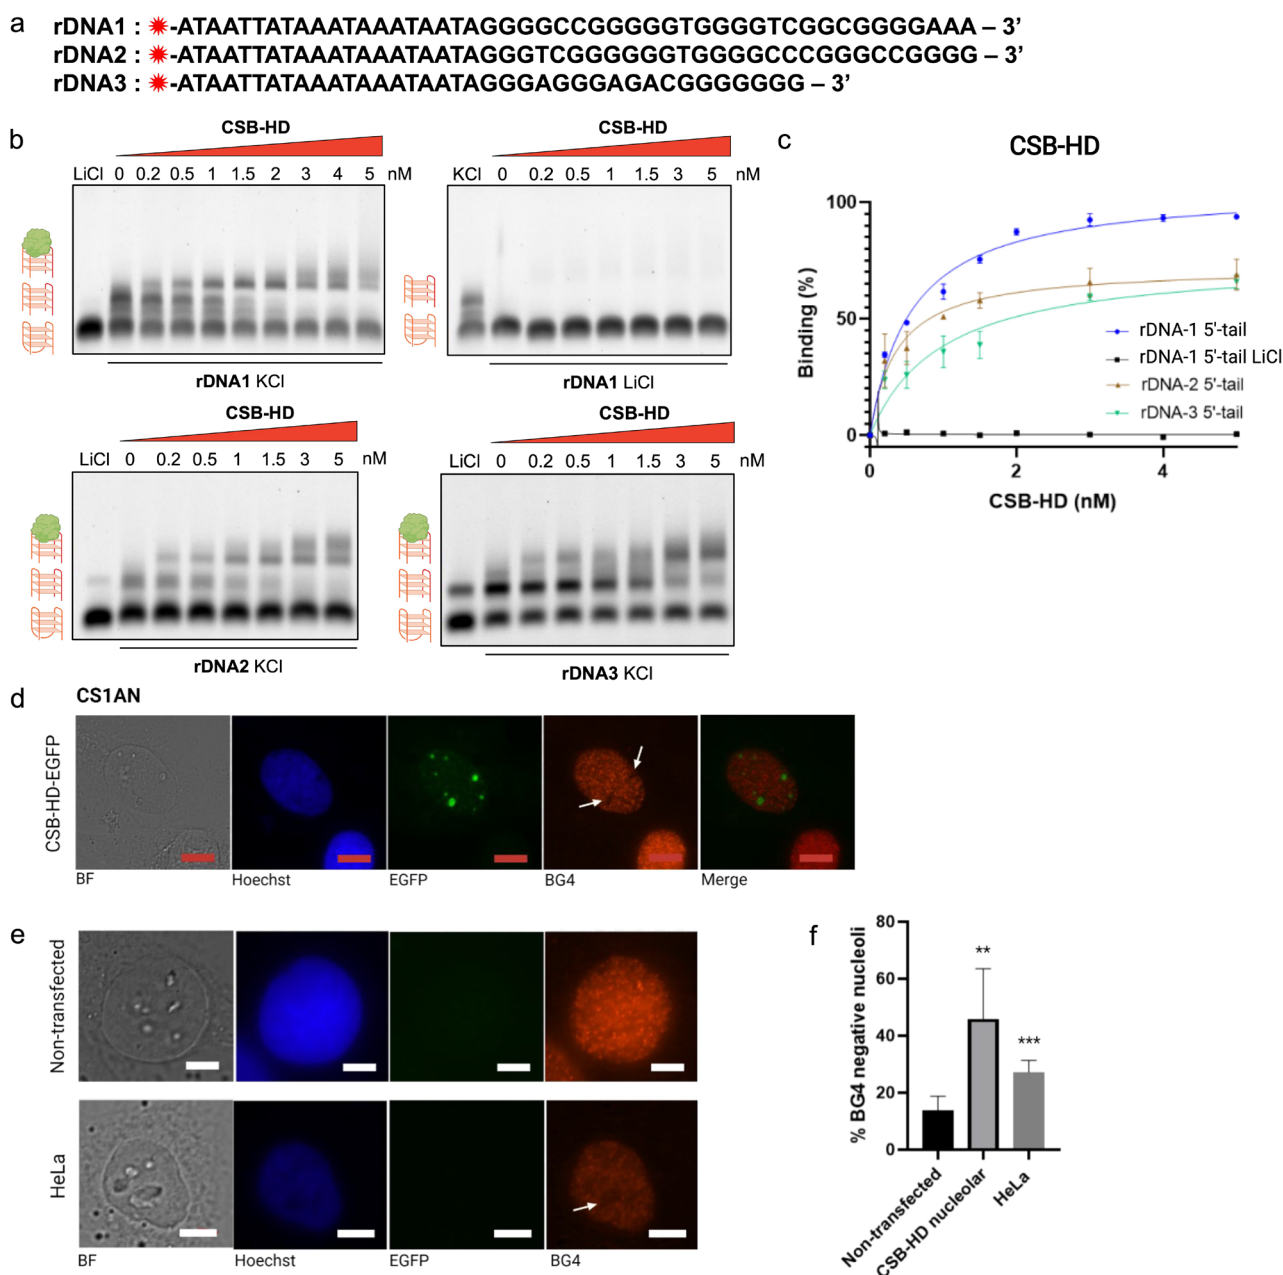 a
rDNA1 : ✷-ATAATTATAAATAAATAATAGGGGCCGGGGGTGGGGTCGGCGGGGAAA – 3’
rDNA2 : ✷-ATAATTATAAATAAATAATAGGGTCGGGGGGTGGGGCCCGGGCCGGGG – 3’
rDNA3 : ✷-ATAATTATAAATAAATAATAGGGAGGGAGACGGGGGGG – 3’
b
CSB-HD
LiCl 0 0.2 0.5 1 1.5 2 3 4 5 nM
rDNA1 KCl
CSB-HD
KCl 0 0.2 0.5 1 1.5 3 5 nM
rDNA1 LiCl
CSB-HD
LiCl 0 0.2 0.5 1 1.5 3 5 nM
rDNA2 KCl
CSB-HD
LiCl 0 0.2 0.5 1 1.5 3 5 nM
rDNA3 KCl
c
CSB-HD
Binding (%)
100
50
0
0 2 4
CSB-HD (nM)
rDNA-1 5'-tail
rDNA-1 5'-tail LiCl
rDNA-2 5'-tail
rDNA-3 5'-tail
d
CS1AN
CSB-HD-EGFP
BF Hoechst EGFP BG4 Merge
e
Non-transfected
HeLa
BF Hoechst EGFP BG4
f
% BG4 negative nucleoli
80
60
40
20
0
**
***
Non-transfected
CSB-HD nucleolar
HeLa